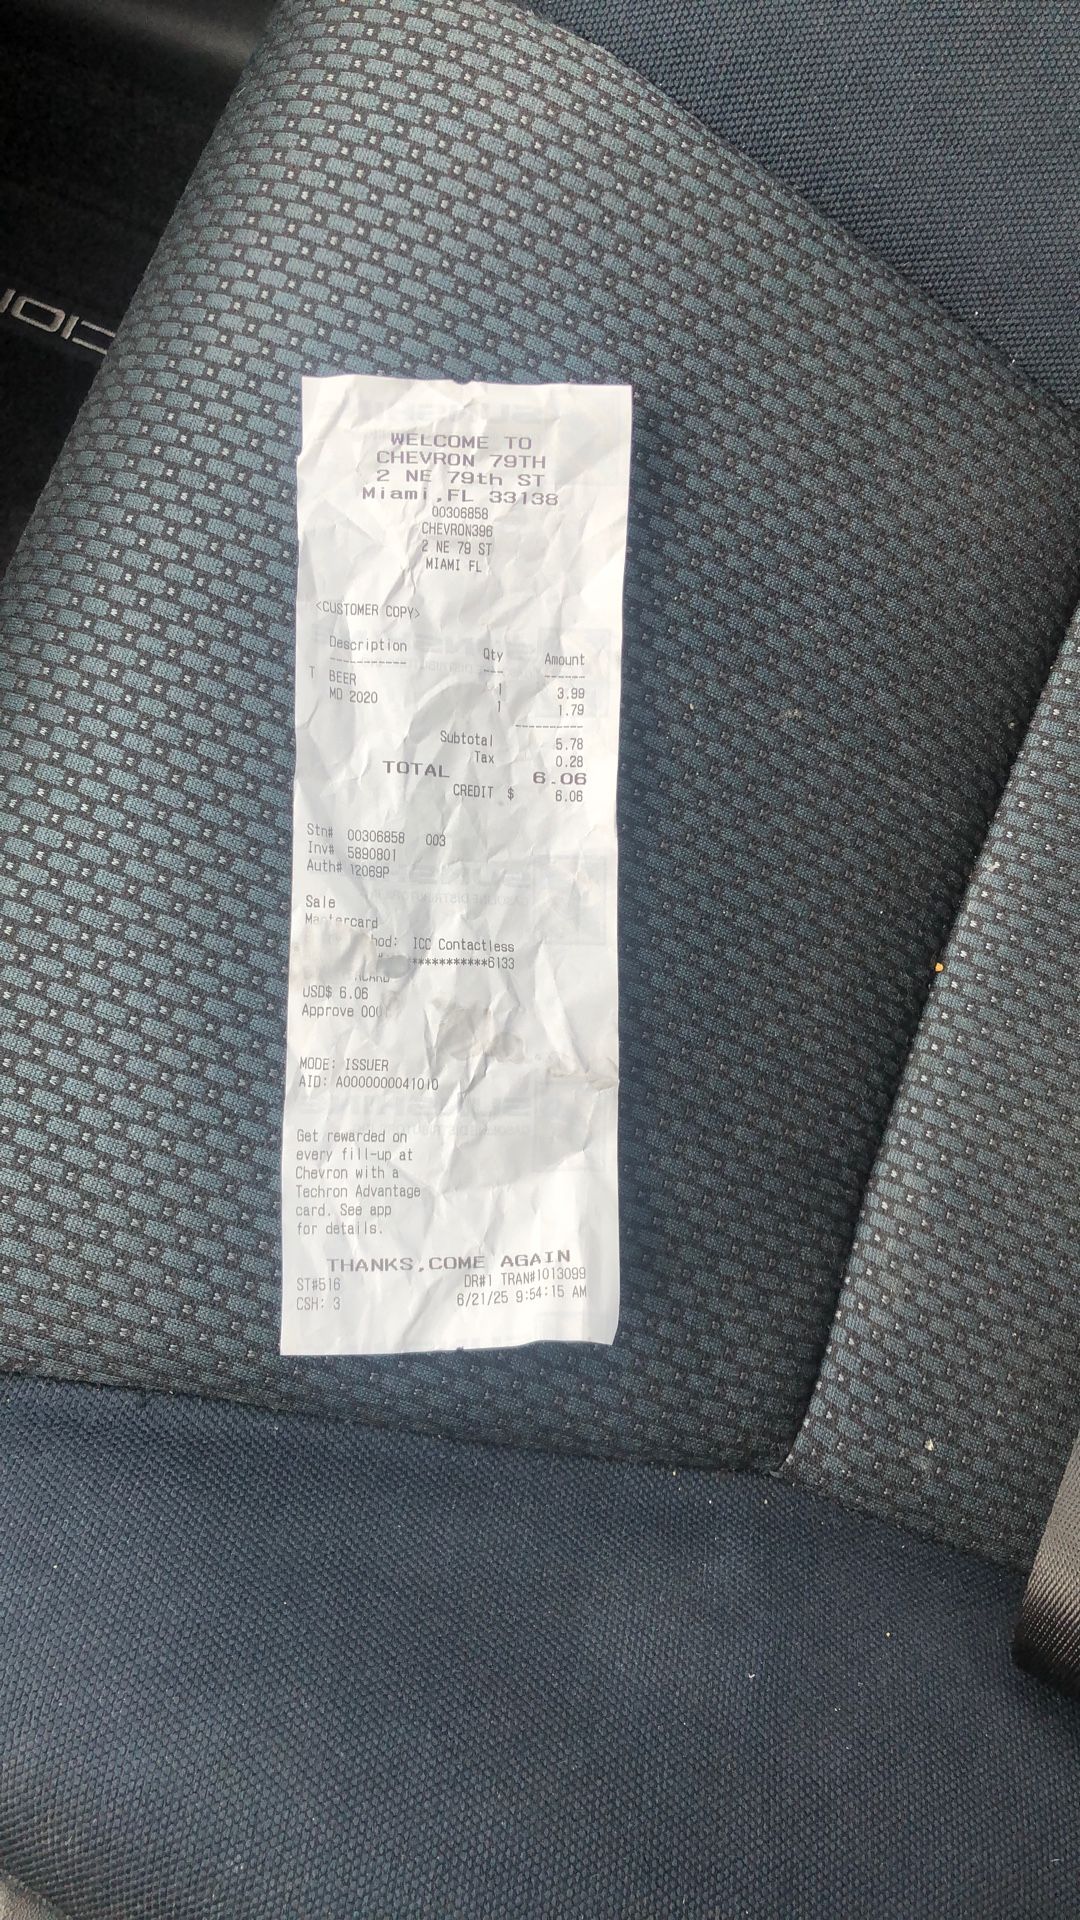 WELCOME TO
CHEVRON 79TH
2 NE 79th ST
Miami,FL 33138
00306858
CHEVRON396
2 NE 79 ST
MIAMI FL
<CUSTOMER COPY>
Description Qty Amount
T BEER 1 3.99
MD 2020 1 1.79
Subtotal 5.78
Tax 0.28
TOTAL 6.06
CREDIT $ 6.06
Stn# 00306858 003
Inv# 5890801
Auth# 12069P
Sale
Mastercard
ICC Contactless
***********6133
USD$ 6.06
Approve
MODE: ISSUER
AID: A0000000041010
Get rewarded on
every fill-up at
Chevron with a
Techron Advantage
card. See app
for details.
THANKS,COME AGAIN
ST#516 DR#1 TRAN#1013099
CSH: 3 6/21/25 9:54:15 AM